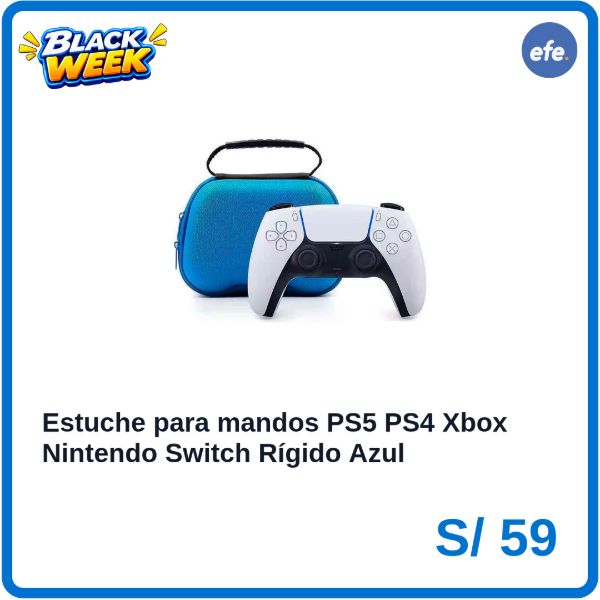 BLACK
WEEK
efe.
Estuche para mandos PS5 PS4 Xbox
Nintendo Switch Rígido Azul
S/ 59